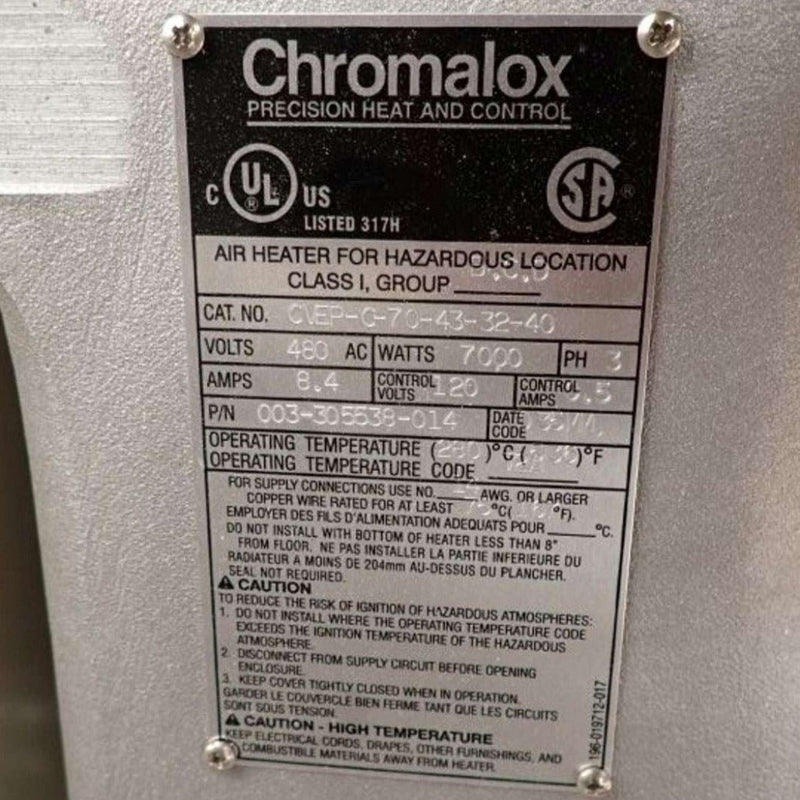 Chromalox
PRECISION HEAT AND CONTROL
C UL ® US
LISTED 317H
SA ®
AIR HEATER FOR HAZARDOUS LOCATION
CLASS I, GROUP B.C.D
CAT. NO. CVEP-C-70-43-32-40
VOLTS 480 AC WATTS 7000 PH 3
AMPS 8.4 CONTROL VOLTS 120 CONTROL AMPS
P/N 003-305538-014 DATE CODE
OPERATING TEMPERATURE (280)°C ( )°F
OPERATING TEMPERATURE CODE
FOR SUPPLY CONNECTIONS USE NO. AWG. OR LARGER
COPPER WIRE RATED FOR AT LEAST °C( °F).
EMPLOYER DES FILS D'ALIMENTATION ADEQUATS POUR °C.
DO NOT INSTALL WITH BOTTOM OF HEATER LESS THAN 8"
FROM FLOOR. NE PAS INSTALLER LA PARTIE INFERIEURE DU
RADIATEUR A MOINS DE 204mm AU-DESSUS DU PLANCHER.
SEAL NOT REQUIRED.
CAUTION
TO REDUCE THE RISK OF IGNITION OF HAZARDOUS ATMOSPHERES:
1. DO NOT INSTALL WHERE THE OPERATING TEMPERATURE CODE
EXCEEDS THE IGNITION TEMPERATURE OF THE HAZARDOUS
ATMOSPHERE.
2. DISCONNECT FROM SUPPLY CIRCUIT BEFORE OPENING
ENCLOSURE.
3. KEEP COVER TIGHTLY CLOSED WHEN IN OPERATION.
GARDER LE COUVERCLE BIEN FERME TANT QUE LES CIRCUITS
SONT SOUS TENSION.
CAUTION - HIGH TEMPERATURE
KEEP ELECTRICAL CORDS, DRAPES, OTHER FURNISHINGS, AND
COMBUSTIBLE MATERIALS AWAY FROM HEATER.
196-019712-017